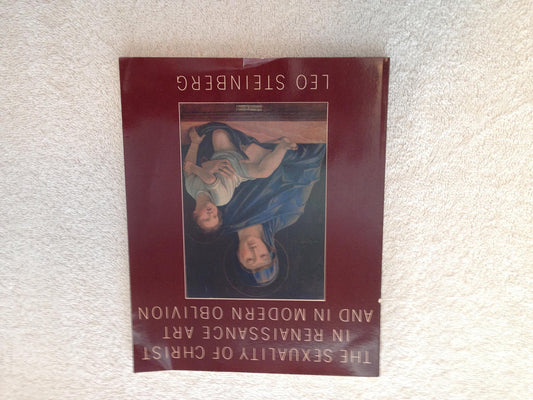 THE SEXUALITY OF CHRIST
IN RENAISSANCE ART
AND IN MODERN OBLIVION
LEO STEINBERG